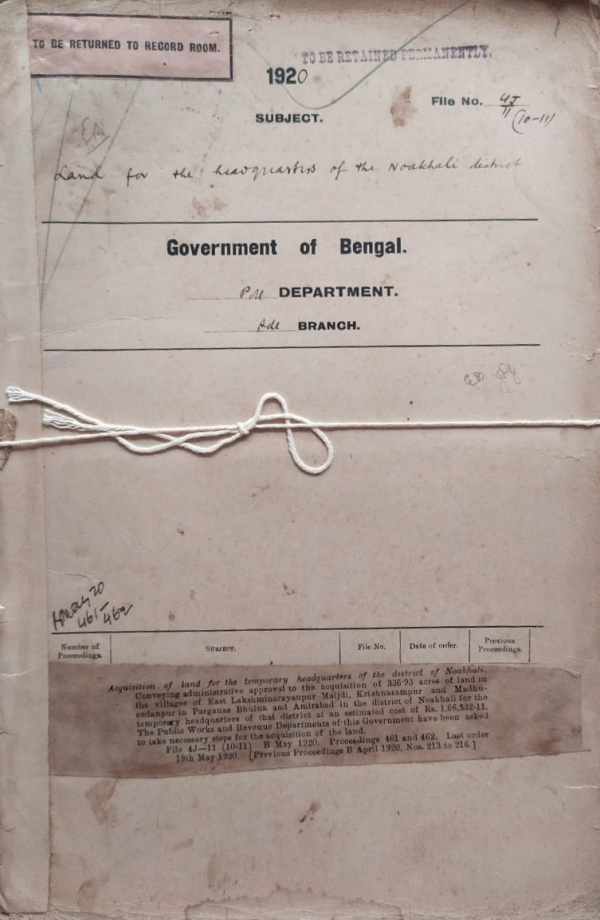 TO BE RETURNED TO RECORD ROOM.
TO BE RETAINED PERMANENTLY.
1920
File No. 4J
11 (10-11)
SUBJECT.
Land for the headquarters of the Noakhali district
Government of Bengal.
DEPARTMENT.
BRANCH.
461-
462
Number of Proceedings.
SUBJECT.
File No.
Date of order.
Previous Proceedings.
Acquisition of land for the temporary headquarters of the district of Noakhali.
Conveying administrative approval to the acquisition of 336·93 acres of land in
the villages of East Lakshminarayanpur Maijdi, Krishnarampur and Madhu-
sudanpur in Parganas Bhulua and Amirabad in the district of Noakhali for the
temporary headquarters of that district at an estimated cost of Rs. 1,66,332-11.
The Public Works and Revenue Departments of this Government have been asked
to take necessary steps for the acquisition of the land.
File 4J—11 (10-11) B May 1920. Proceedings 461 and 462. Last order
19th May 1920. [Previous Proceedings B April 1920, Nos. 213 to 216.]